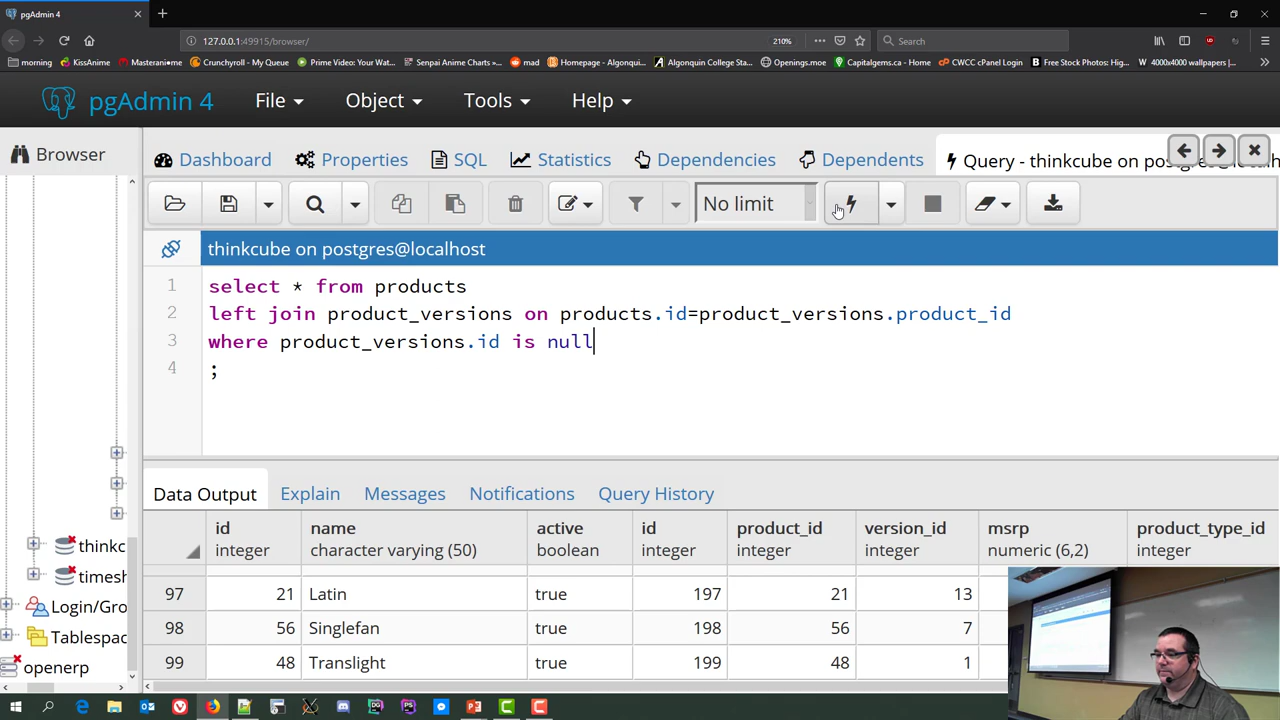 pgAdmin 4
127.0.0.1:49915/browser/
210%
Search
morning
KissAnime
Masterani●me
Crunchyroll - My Queue
Prime Video: Your Wat...
Senpai Anime Charts ...
mad
Homepage - Algonqui...
Algonquin College Sta...
Openings.moe
Capitalgems.ca - Home
CWCC cPanel Login
Free Stock Photos: Hig...
4000x4000 wallpapers |...
pgAdmin 4
File
Object
Tools
Help
Browser
Dashboard
Properties
SQL
Statistics
Dependencies
Dependents
Query - thinkcube on postgres@localh
No limit
thinkcube on postgres@localhost
1 select * from products
2 left join product_versions on products.id=product_versions.product_id
3 where product_versions.id is null
4 ;
Data Output
Explain
Messages
Notifications
Query History
id name active id product_id version_id msrp product_type_id
integer character varying (50) boolean integer integer integer numeric (6,2) integer
97 21 Latin true 197 21 13
98 56 Singlefan true 198 56 7
99 48 Translight true 199 48 1
thinkc
timesh
Login/Gro
Tablespac
openerp